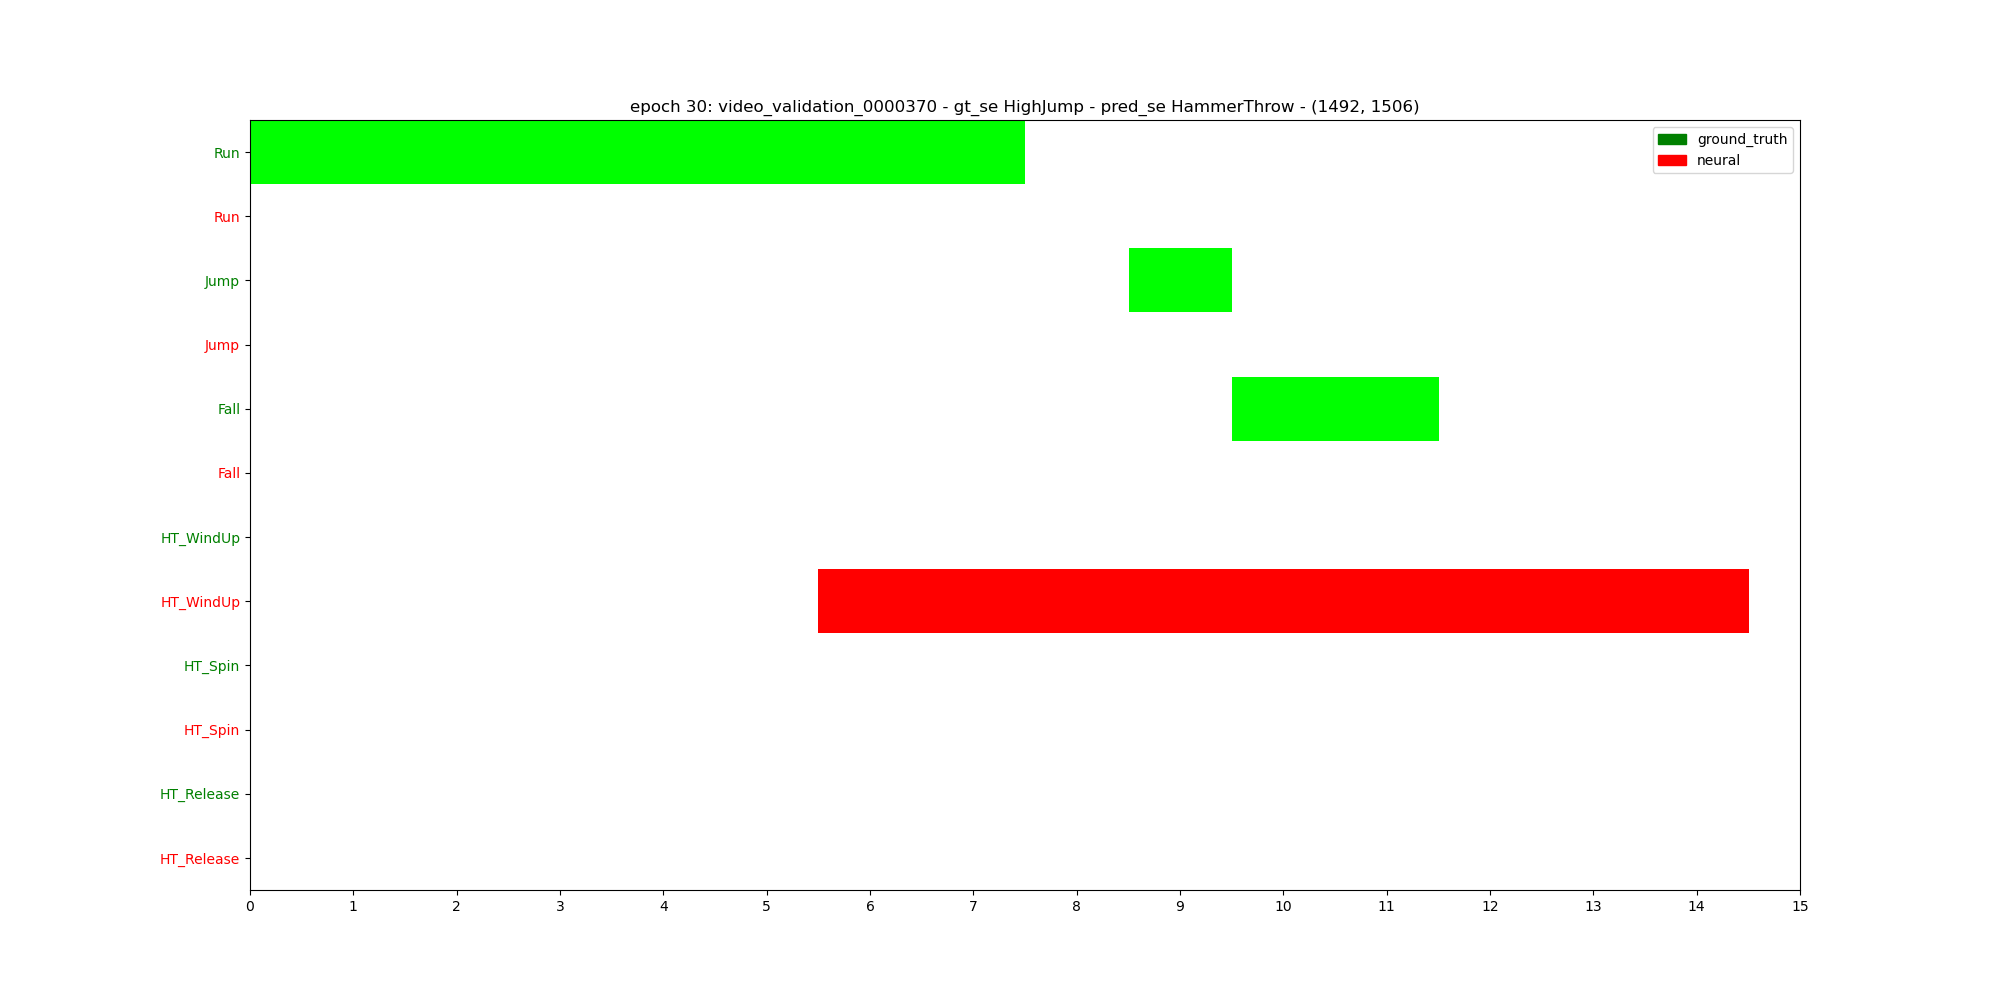 epoch 30: video_validation_0000370 - gt_se HighJump - pred_se HammerThrow - (1492, 1506)
ground_truth
neural
Run
Run
Jump
Jump
Fall
Fall
HT_WindUp
HT_WindUp
HT_Spin
HT_Spin
HT_Release
HT_Release
0 1 2 3 4 5 6 7 8 9 10 11 12 13 14 15